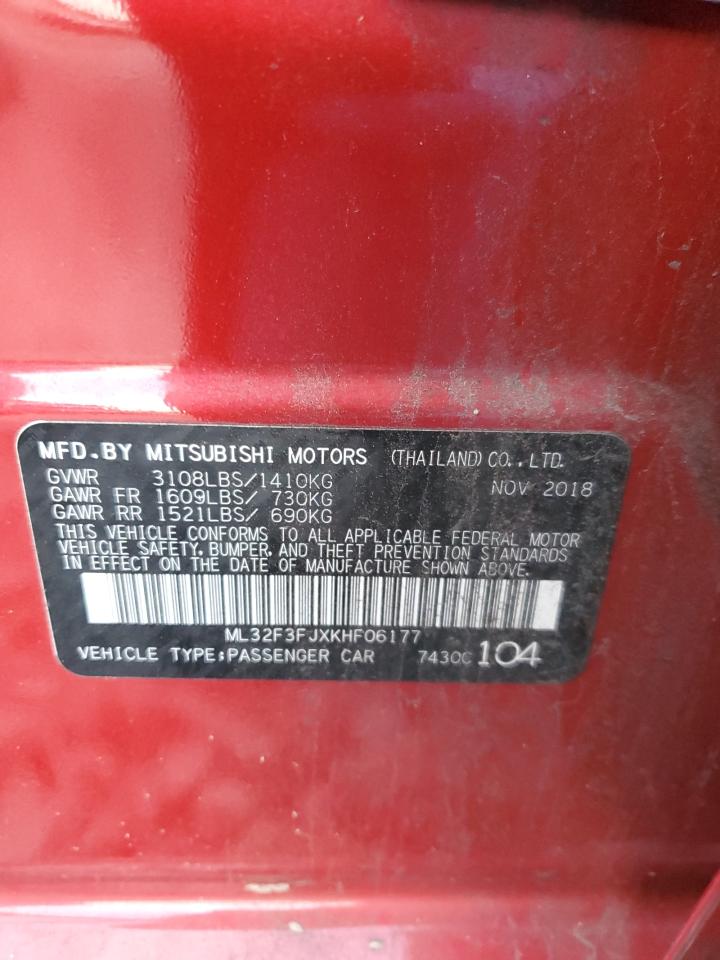 MFD.BY MITSUBISHI MOTORS (THAILAND) CO.,LTD.
GVWR 3108LBS/1410KG NOV 2018
GAWR FR 1609LBS/ 730KG
GAWR RR 1521LBS/ 690KG
THIS VEHICLE CONFORMS TO ALL APPLICABLE FEDERAL MOTOR
VEHICLE SAFETY, BUMPER, AND THEFT PREVENTION STANDARDS
IN EFFECT ON THE DATE OF MANUFACTURE SHOWN ABOVE.
ML32F3FJXKHF06177
VEHICLE TYPE:PASSENGER CAR 7430C 104